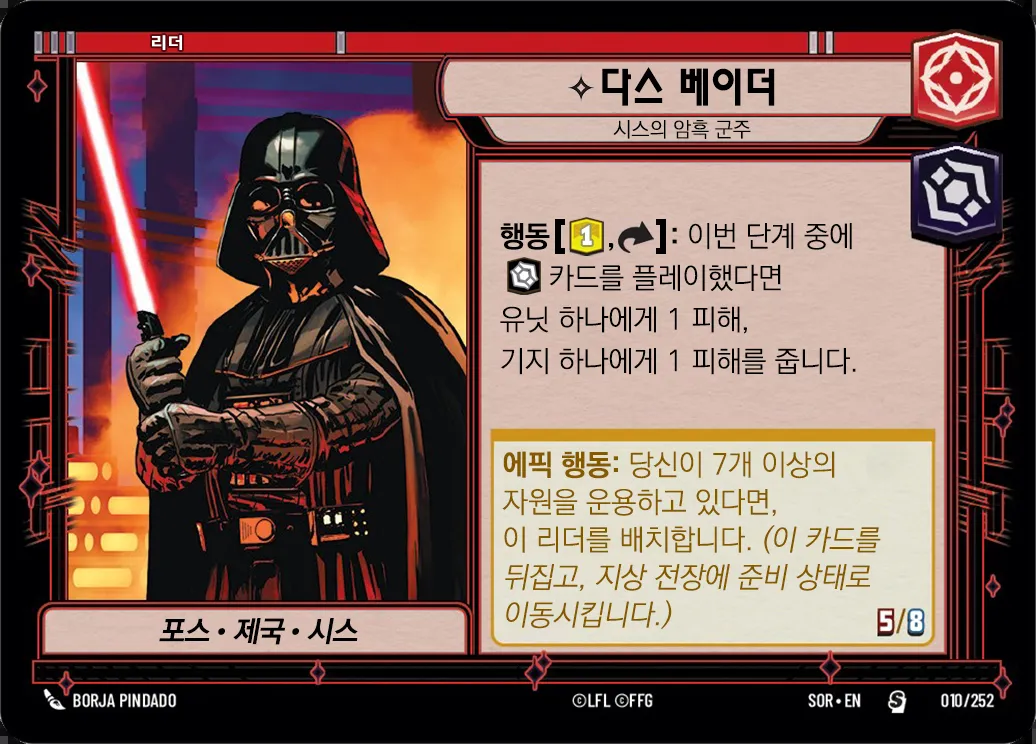 리더
다스 베이더
시스의 암흑 군주
행동[1, ]: 이번 단계 중에
카드를 플레이했다면
유닛 하나에게 1 피해,
기지 하나에게 1 피해를 줍니다.
에픽 행동: 당신이 7개 이상의
자원을 운용하고 있다면,
이 리더를 배치합니다. (이 카드를
뒤집고, 지상 전장에 준비 상태로
이동시킵니다.)
5/8
포스 • 제국 • 시스
BORJA PINDADO
©LFL ©FFG
SOR • EN
010/252